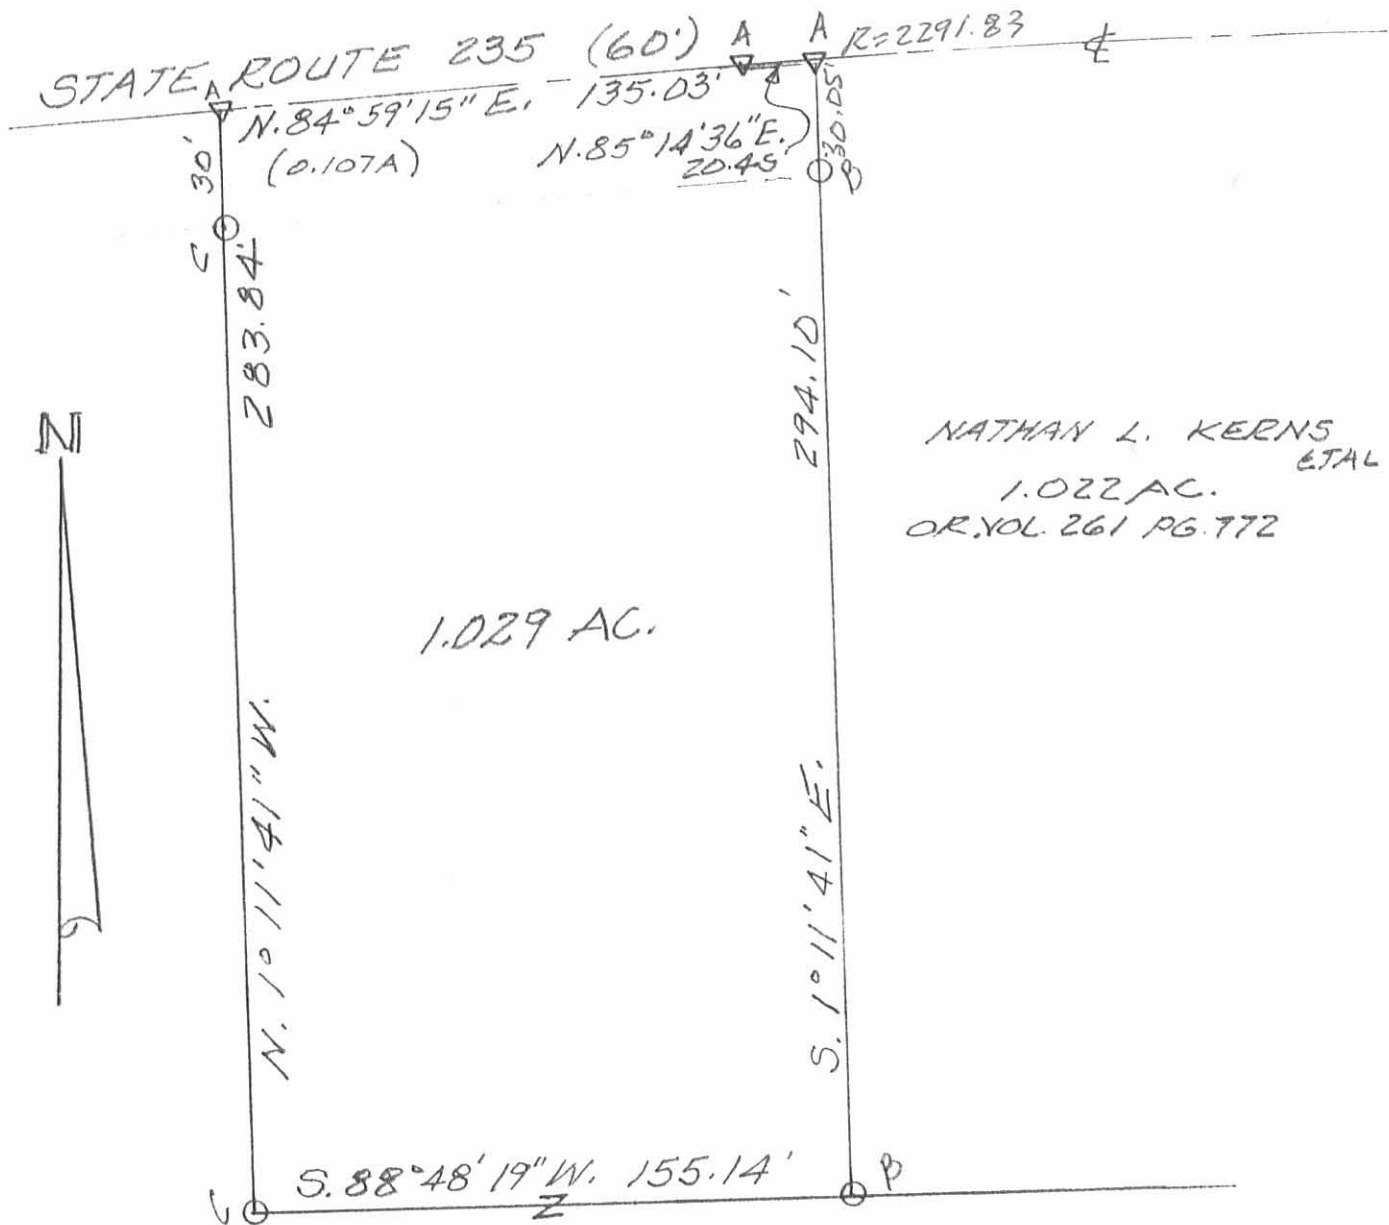 STATE ROUTE 235 (60')
A
A
A
R=2291.83
℄
N. 84°59'15" E. 135.03'
(0.107A)
N. 85°14'36" E.
20.45'
30'
30.05'
B
C
283.84'
294.10'
N
NATHAN L. KERNS
ETAL
1.022 AC.
OR.VOL. 261 PG. 772
1.029 AC.
N. 1° 11' 41" W.
S. 1° 11' 41" E.
S. 88°48'19" W. 155.14'
Z
B
C